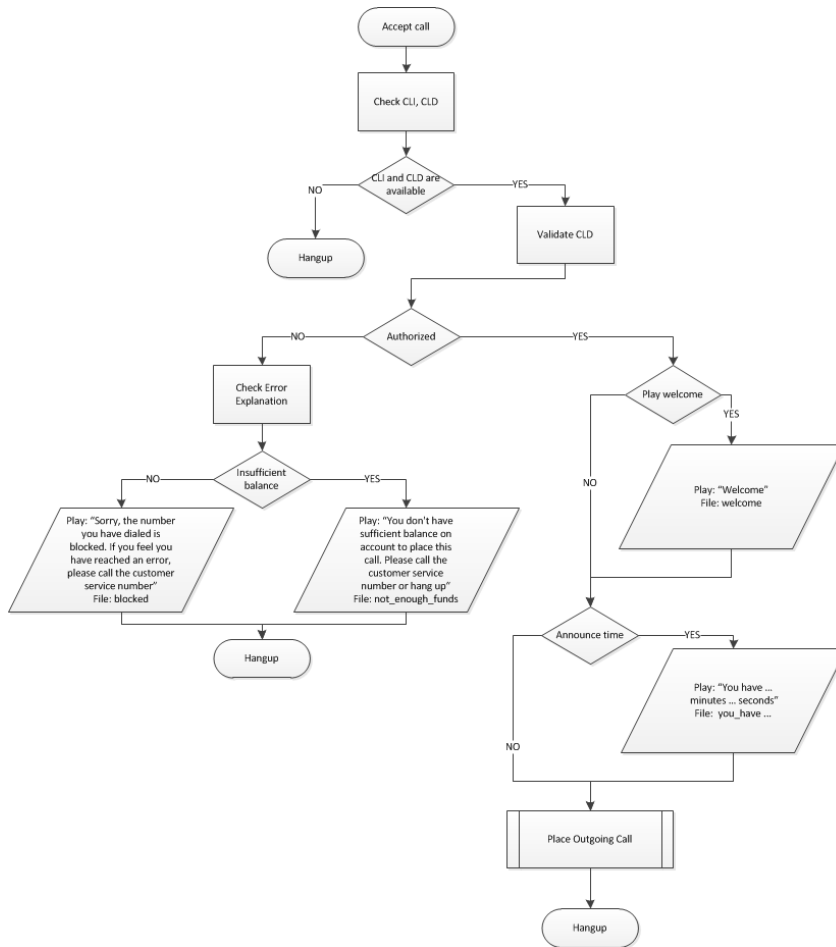 Accept call
Check CLI, CLD
CLI and CLD are
available
NO
YES
Hangup
Validate CLD
Authorized
NO
YES
Check Error
Explanation
Play welcome
YES
NO
Insufficient
balance
NO
YES
Play: “Welcome”
File: welcome
Play: “Sorry, the number
you have dialed is
blocked. If you feel you
have reached an error,
please call the customer
service number”
File: blocked
Play: “You don't have
sufficient balance on
account to place this
call. Please call the
customer service
number or hang up”
File: not_enough_funds
Hangup
Announce time
YES
NO
Play: “You have ...
minutes ... seconds”
File:  you_have ...
Place Outgoing Call
Hangup